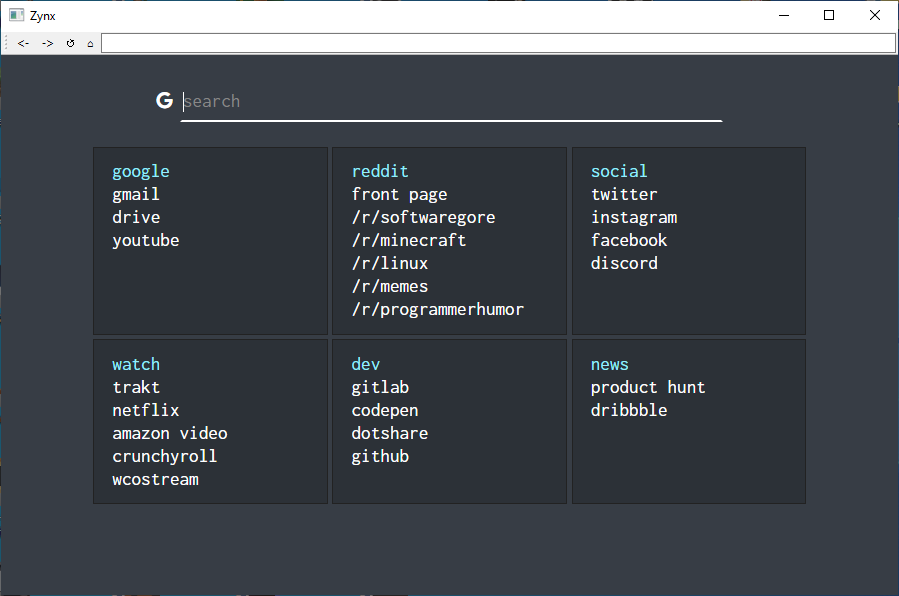 Zynx
<- -> ⥀ ⌂
G search
google
gmail
drive
youtube
reddit
front page
/r/softwaregore
/r/minecraft
/r/linux
/r/memes
/r/programmerhumor
social
twitter
instagram
facebook
discord
watch
trakt
netflix
amazon video
crunchyroll
wcostream
dev
gitlab
codepen
dotshare
github
news
product hunt
dribbble